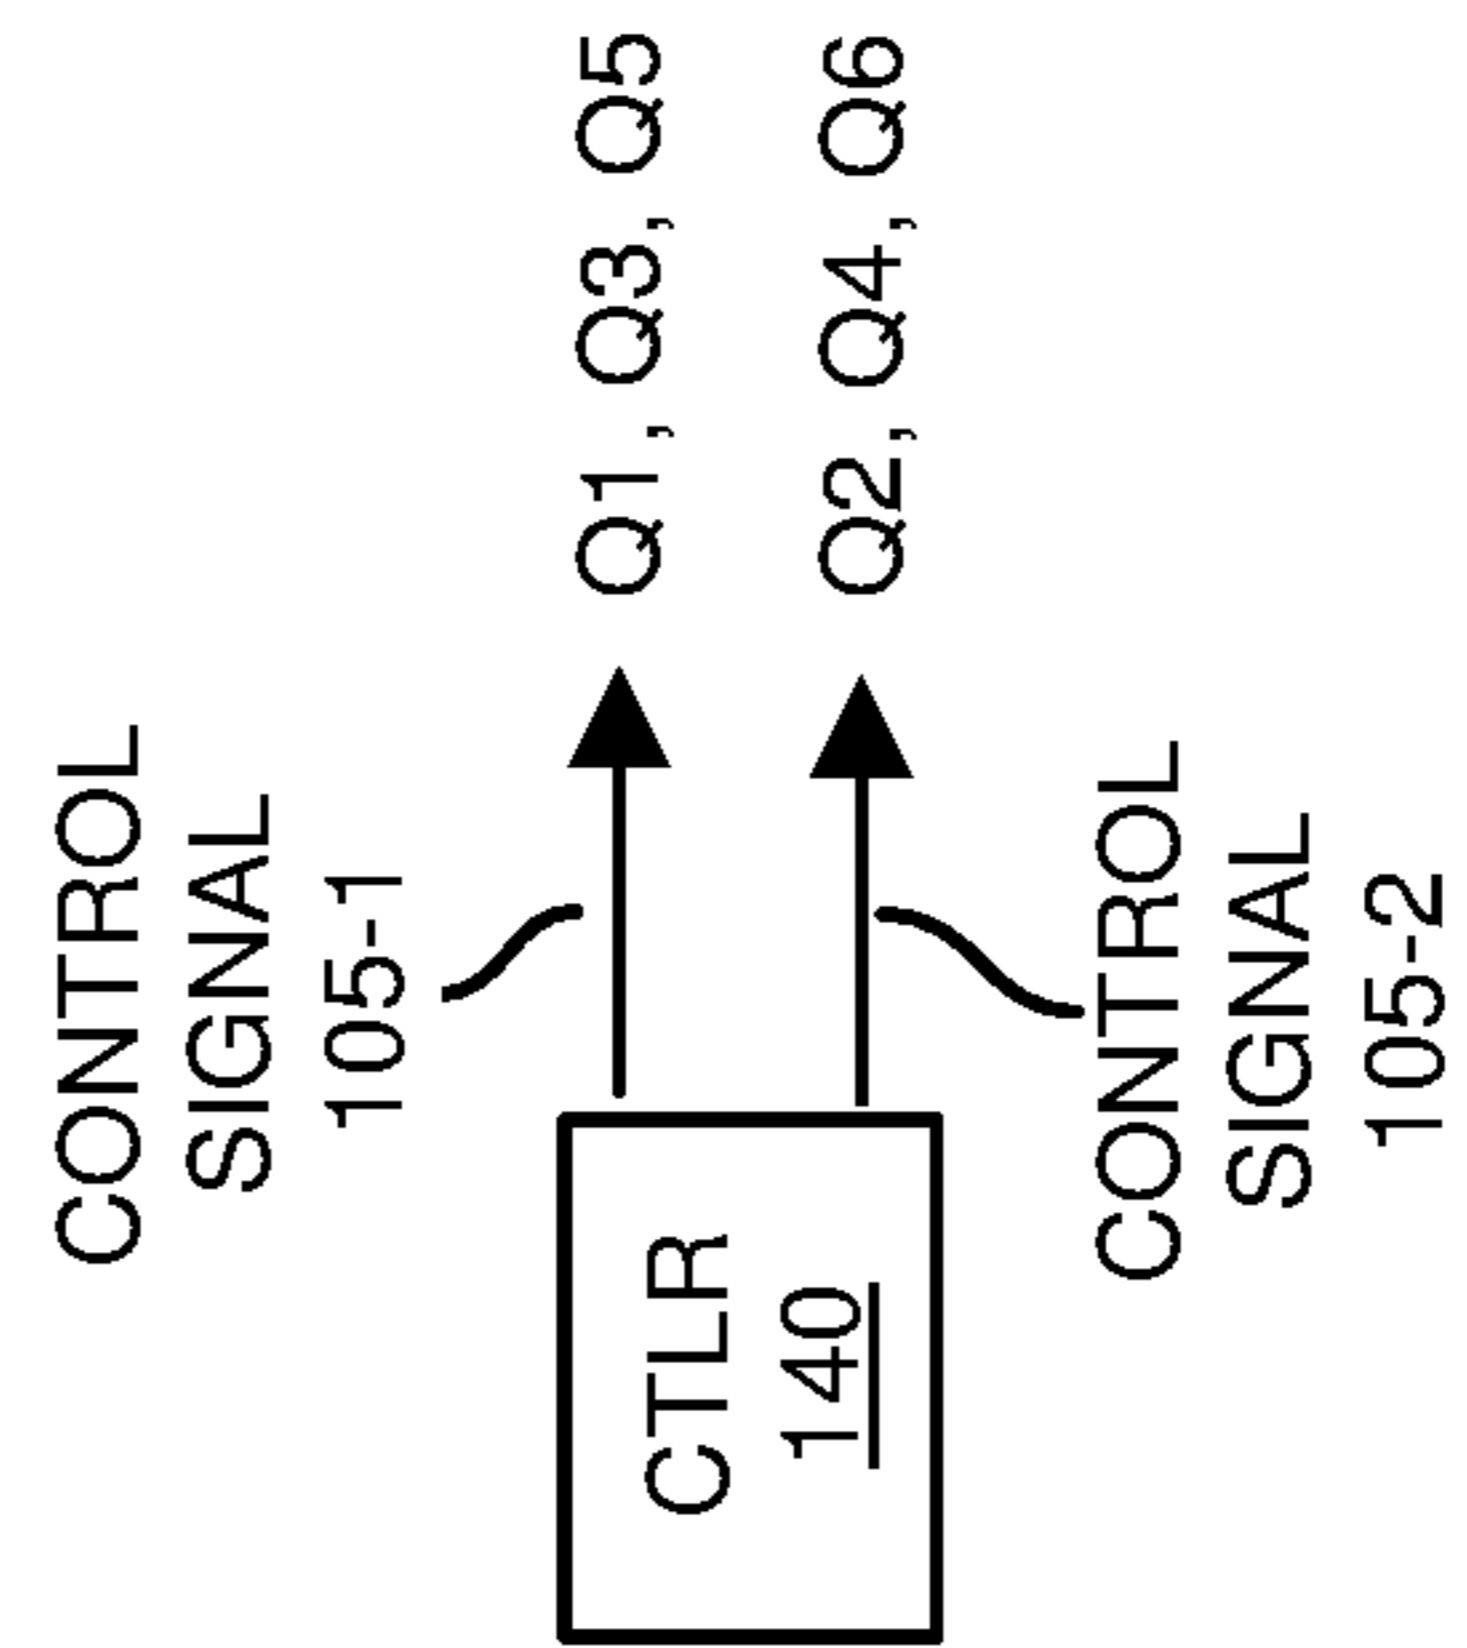 CONTROL
SIGNAL
105-1
Q1, Q3, Q5
CTLR
140
Q2, Q4, Q6
CONTROL
SIGNAL
105-2